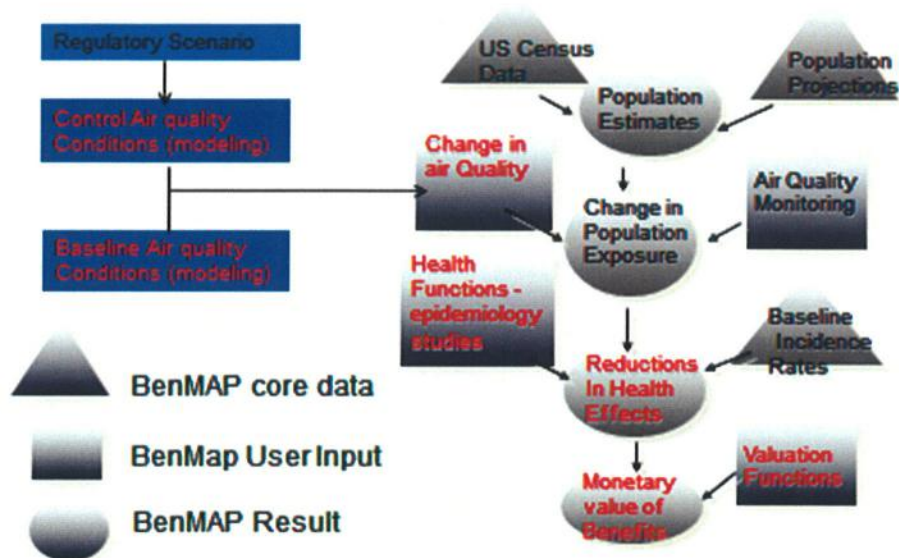 Regulatory Scenario
Control Air quality
Conditions (modeling)
Baseline Air quality
Conditions (modeling)
US Census
Data
Population
Projections
Population
Estimates
Change in
air Quality
Change in
Population
Exposure
Air Quality
Monitoring
Health
Functions -
epidemiology
studies
Baseline
Incidence
Rates
Reductions
In Health
Effects
Valuation
Functions
Monetary
value of
Benefits
BenMAP core data
BenMap User Input
BenMAP Result